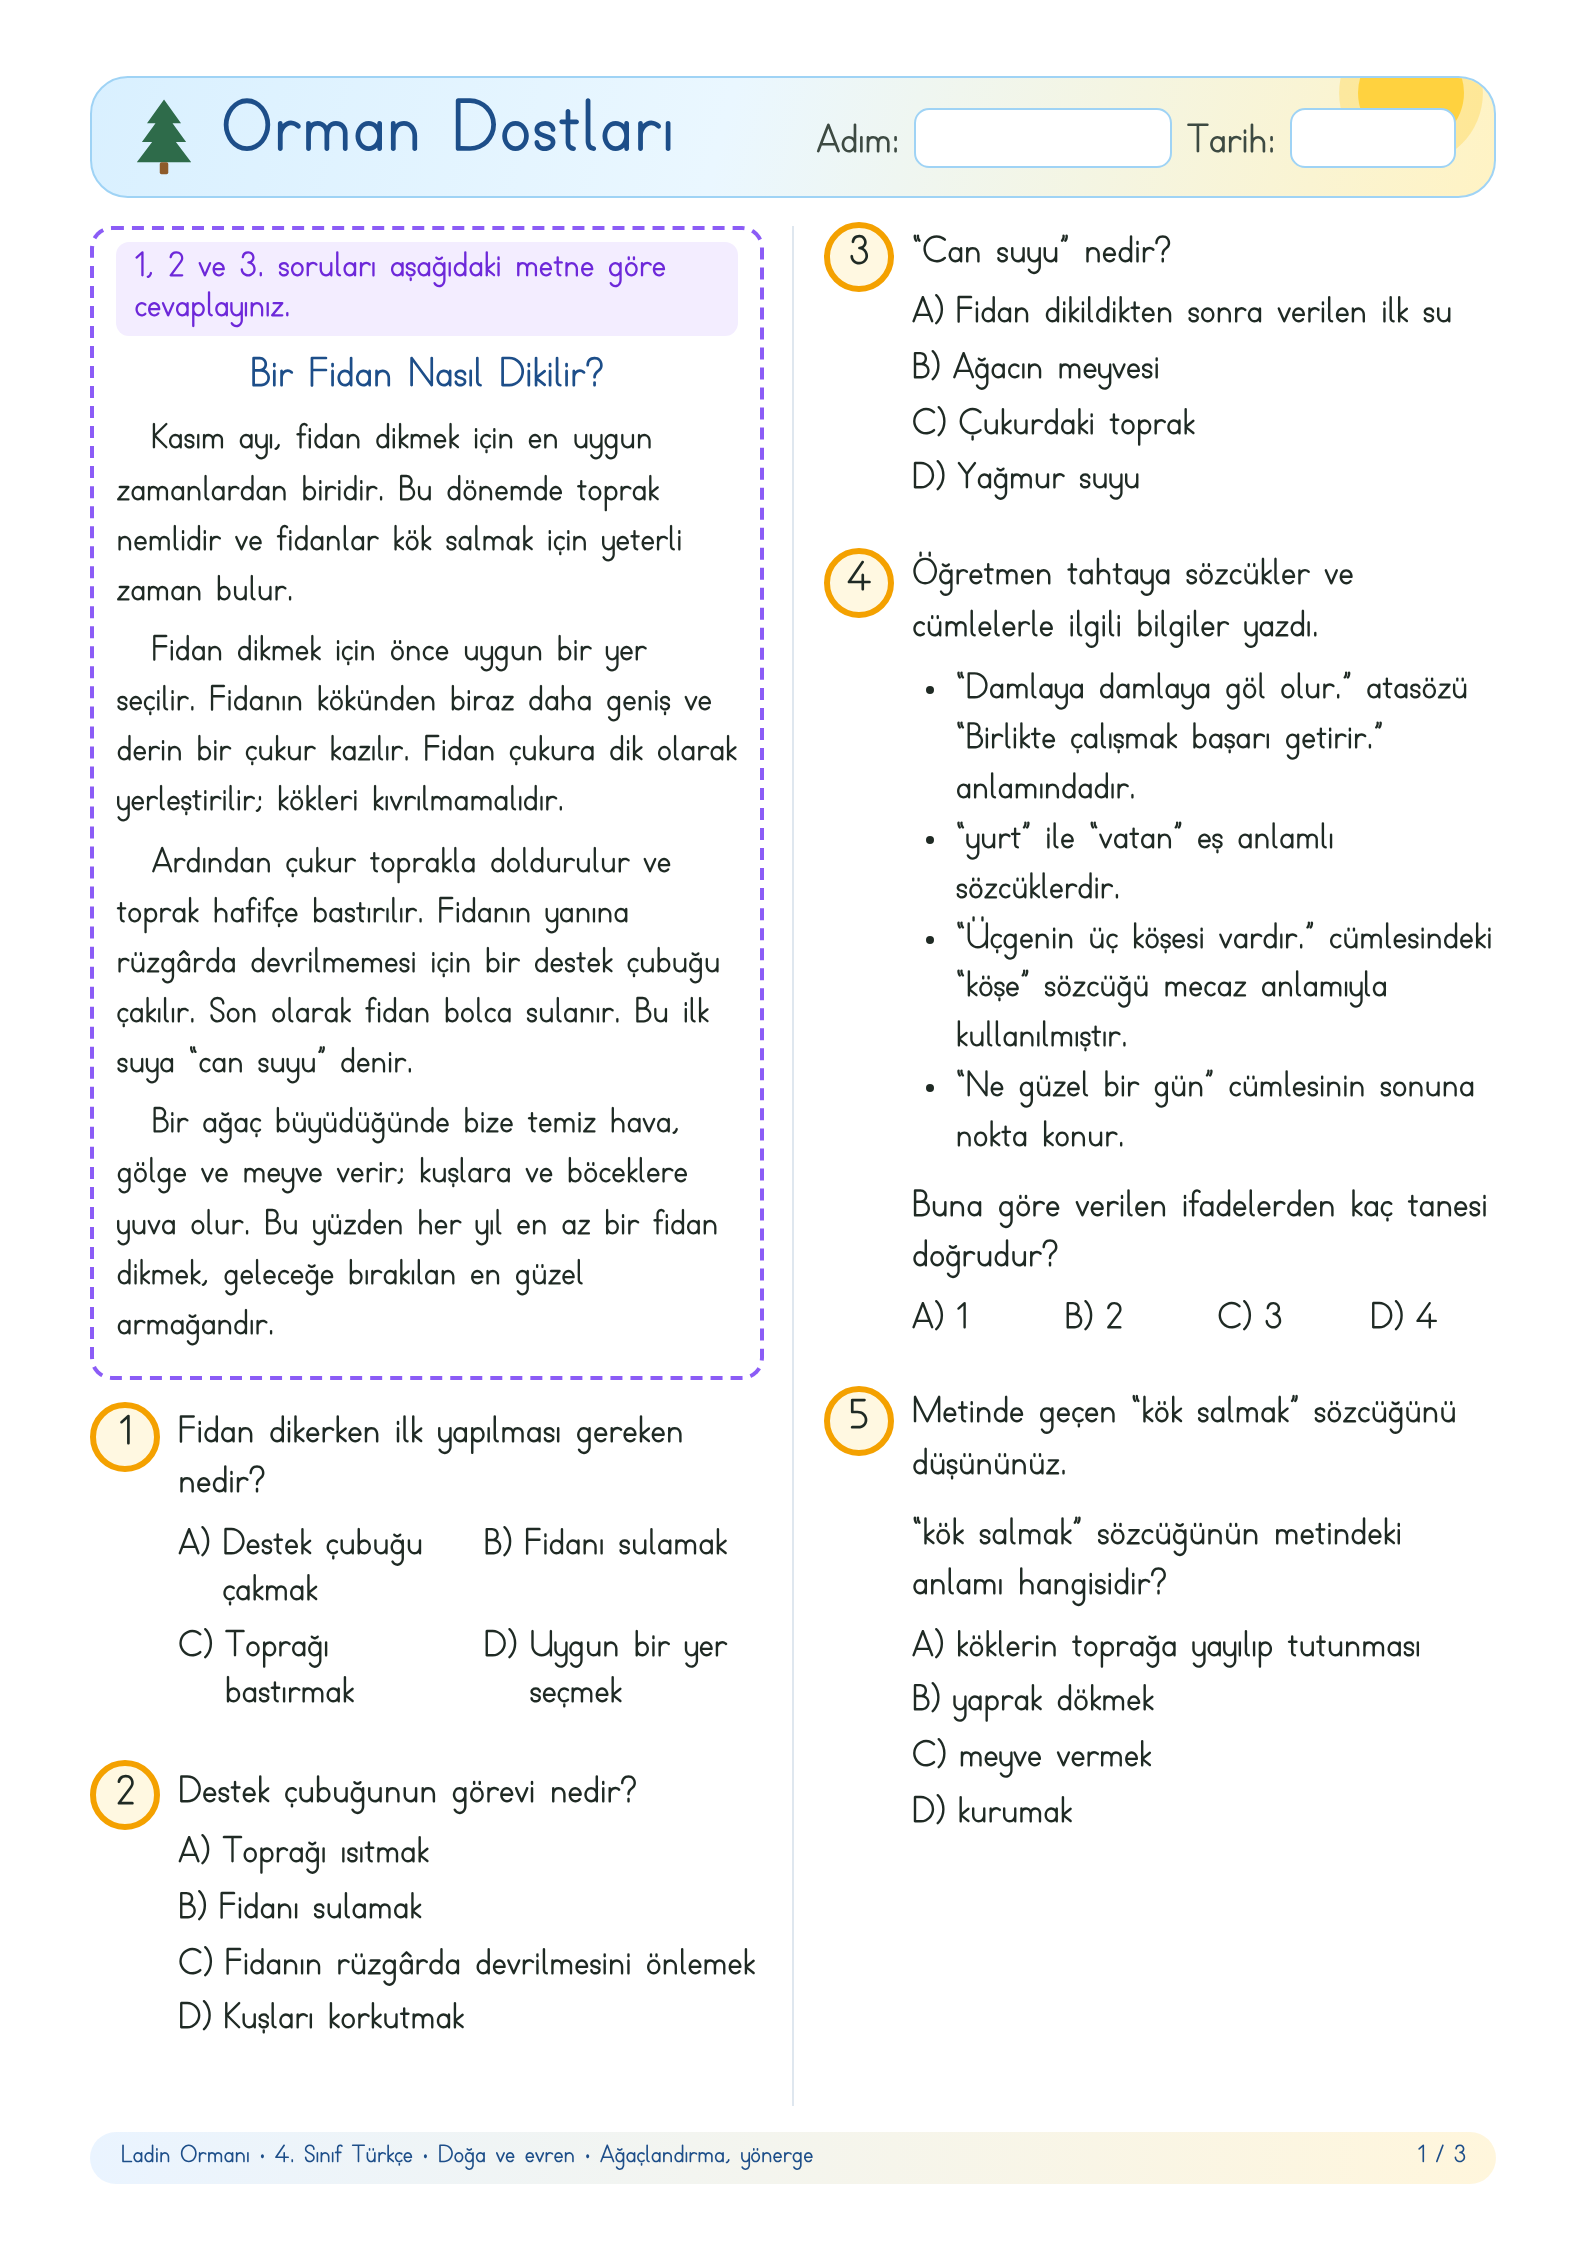 Orman Dostları
Adım:
Tarih:
1, 2 ve 3. soruları aşağıdaki metne göre
cevaplayınız.
Bir Fidan Nasıl Dikilir?
Kasım ayı, fidan dikmek için en uygun
zamanlardan biridir. Bu dönemde toprak
nemlidir ve fidanlar kök salmak için yeterli
zaman bulur.
Fidan dikmek için önce uygun bir yer
seçilir. Fidanın kökünden biraz daha geniş ve
derin bir çukur kazılır. Fidan çukura dik olarak
yerleştirilir; kökleri kıvrılmamalıdır.
Ardından çukur toprakla doldurulur ve
toprak hafifçe bastırılır. Fidanın yanına
rüzgârda devrilmemesi için bir destek çubuğu
çakılır. Son olarak fidan bolca sulanır. Bu ilk
suya “can suyu” denir.
Bir ağaç büyüdüğünde bize temiz hava,
gölge ve meyve verir; kuşlara ve böceklere
yuva olur. Bu yüzden her yıl en az bir fidan
dikmek, geleceğe bırakılan en güzel
armağandır.
1 Fidan dikerken ilk yapılması gereken
nedir?
A) Destek çubuğu B) Fidanı sulamak
çakmak
C) Toprağı D) Uygun bir yer
bastırmak seçmek
2 Destek çubuğunun görevi nedir?
A) Toprağı ısıtmak
B) Fidanı sulamak
C) Fidanın rüzgârda devrilmesini önlemek
D) Kuşları korkutmak
3 “Can suyu” nedir?
A) Fidan dikildikten sonra verilen ilk su
B) Ağacın meyvesi
C) Çukurdaki toprak
D) Yağmur suyu
4 Öğretmen tahtaya sözcükler ve
cümlelerle ilgili bilgiler yazdı.
• “Damlaya damlaya göl olur.” atasözü
“Birlikte çalışmak başarı getirir.”
anlamındadır.
• “yurt” ile “vatan” eş anlamlı
sözcüklerdir.
• “Üçgenin üç köşesi vardır.” cümlesindeki
“köşe” sözcüğü mecaz anlamıyla
kullanılmıştır.
• “Ne güzel bir gün” cümlesinin sonuna
nokta konur.
Buna göre verilen ifadelerden kaç tanesi
doğrudur?
A) 1 B) 2 C) 3 D) 4
5 Metinde geçen “kök salmak” sözcüğünü
düşününüz.
“kök salmak” sözcüğünün metindeki
anlamı hangisidir?
A) köklerin toprağa yayılıp tutunması
B) yaprak dökmek
C) meyve vermek
D) kurumak
Ladin Ormanı • 4. Sınıf Türkçe • Doğa ve evren • Ağaçlandırma, yönerge
1 / 3